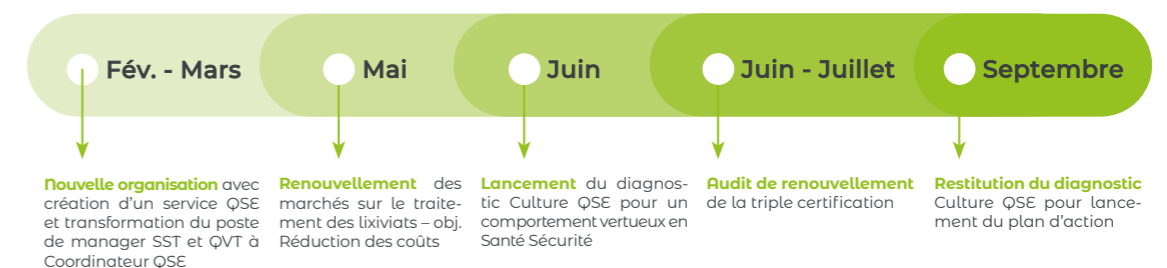 Fév. - Mars
Mai
Juin
Juin - Juillet
Septembre
Nouvelle organisation avec
création d'un service QSE
et transformation du poste
de manager SST et QVT à
Coordinateur QSE
Renouvellement des
marchés sur le traite-
ment des lixiviats – obj.
Réduction des coûts
Lancement du diagnos-
tic Culture QSE pour un
comportement vertueux en
Santé Sécurité
Audit de renouvellement
de la triple certification
Restitution du diagnostic
Culture QSE pour lance-
ment du plan d'action